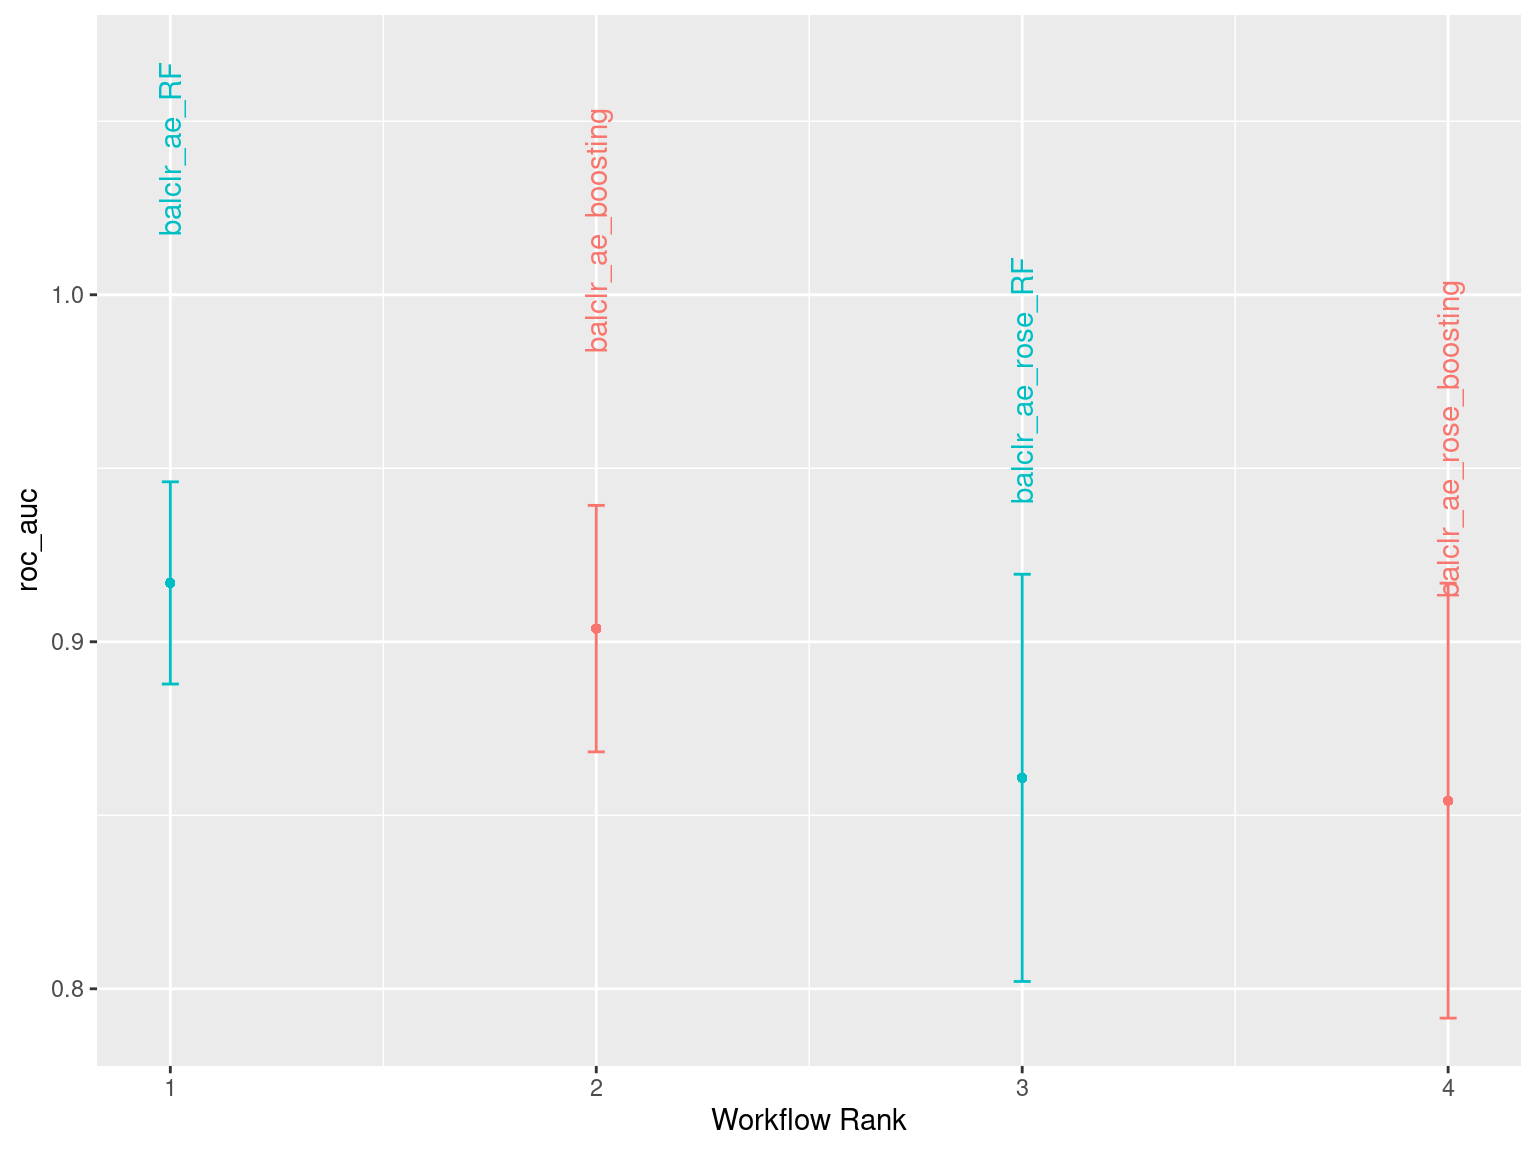 balclr_ae_RF
balclr_ae_boosting
balclr_ae_rose_RF
balclr_ae_rose_boosting
1.0
0.9
0.8
roc_auc
1
2
3
4
Workflow Rank